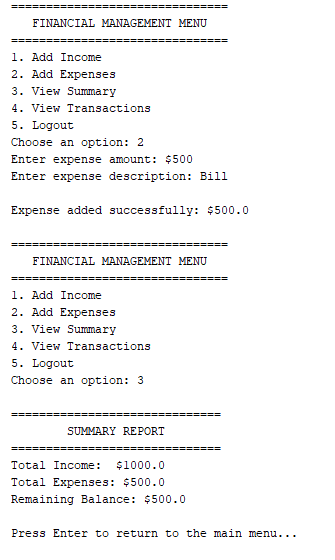 ===============================
FINANCIAL MANAGEMENT MENU
===============================
1. Add Income
2. Add Expenses
3. View Summary
4. View Transactions
5. Logout
Choose an option: 2
Enter expense amount: $500
Enter expense description: Bill
Expense added successfully: $500.0
===============================
FINANCIAL MANAGEMENT MENU
===============================
1. Add Income
2. Add Expenses
3. View Summary
4. View Transactions
5. Logout
Choose an option: 3
==============================
SUMMARY REPORT
==============================
Total Income:  $1000.0
Total Expenses: $500.0
Remaining Balance: $500.0
Press Enter to return to the main menu...